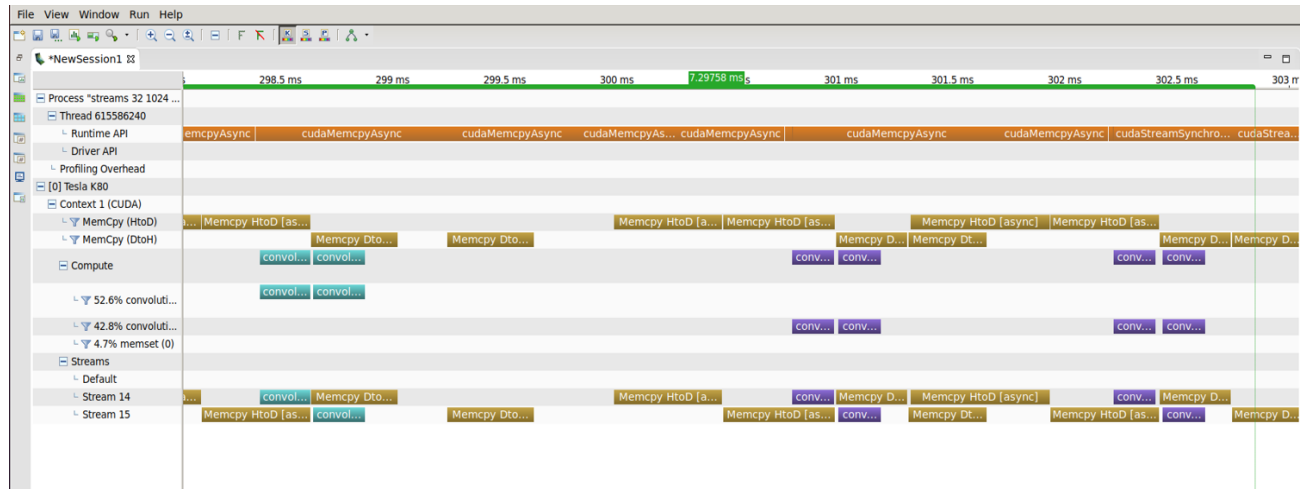 File View Window Run Help
*NewSession1
298.5 ms 299 ms 299.5 ms 300 ms 7.29758 ms s 301 ms 301.5 ms 302 ms 302.5 ms 303 m
Process "streams 32 1024 ...
Thread 615586240
Runtime API emcpyAsync cudaMemcpyAsync cudaMemcpyAsync cudaMemcpyAs... cudaMemcpyAsync cudaMemcpyAsync cudaMemcpyAsync cudaStreamSynchro... cudaStrea...
Driver API
Profiling Overhead
[0] Tesla K80
Context 1 (CUDA)
MemCpy (HtoD) Memcpy HtoD [as... Memcpy HtoD [a... Memcpy HtoD [as... Memcpy HtoD [async] Memcpy HtoD [as...
MemCpy (DtoH) Memcpy Dto... Memcpy Dto... Memcpy D... Memcpy Dt... Memcpy D... Memcpy D...
Compute convol... convol... conv... conv... conv... conv...
52.6% convoluti... convol... convol...
42.8% convoluti... conv... conv... conv... conv...
4.7% memset (0)
Streams
Default
Stream 14 convol... Memcpy Dto... Memcpy HtoD [a... conv... Memcpy D... Memcpy HtoD [async] conv... Memcpy D...
Stream 15 Memcpy HtoD [as... convol... Memcpy Dto... Memcpy HtoD [as... conv... Memcpy Dt... Memcpy HtoD [as... conv... Memcpy D...